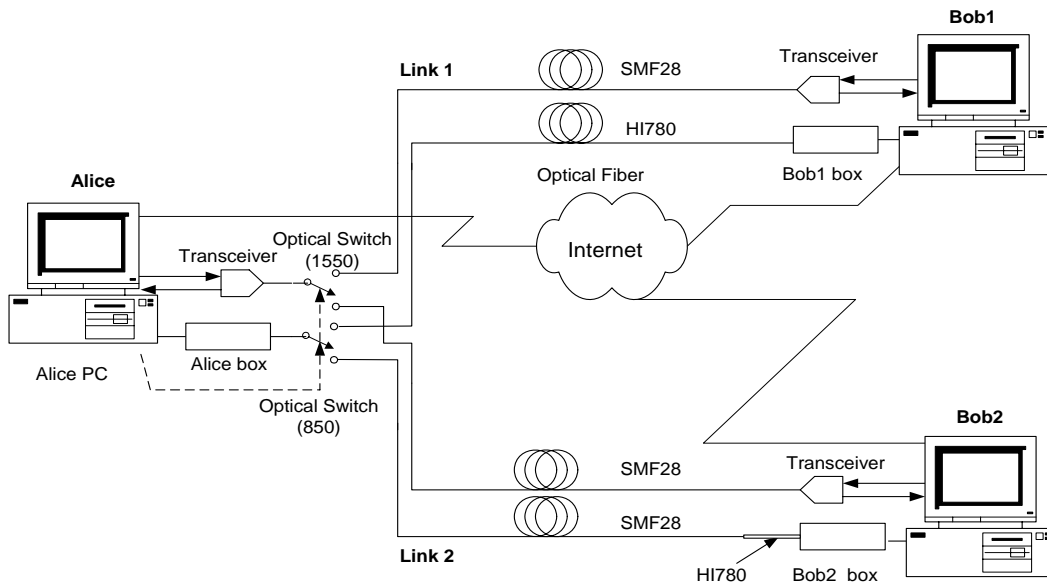 Bob1
Transceiver
Link 1
SMF28
HI780
Bob1 box
Optical Fiber
Alice
Internet
Optical Switch
(1550)
Transceiver
Alice box
Alice PC
Optical Switch
(850)
Bob2
SMF28
Transceiver
SMF28
Link 2
HI780
Bob2 box